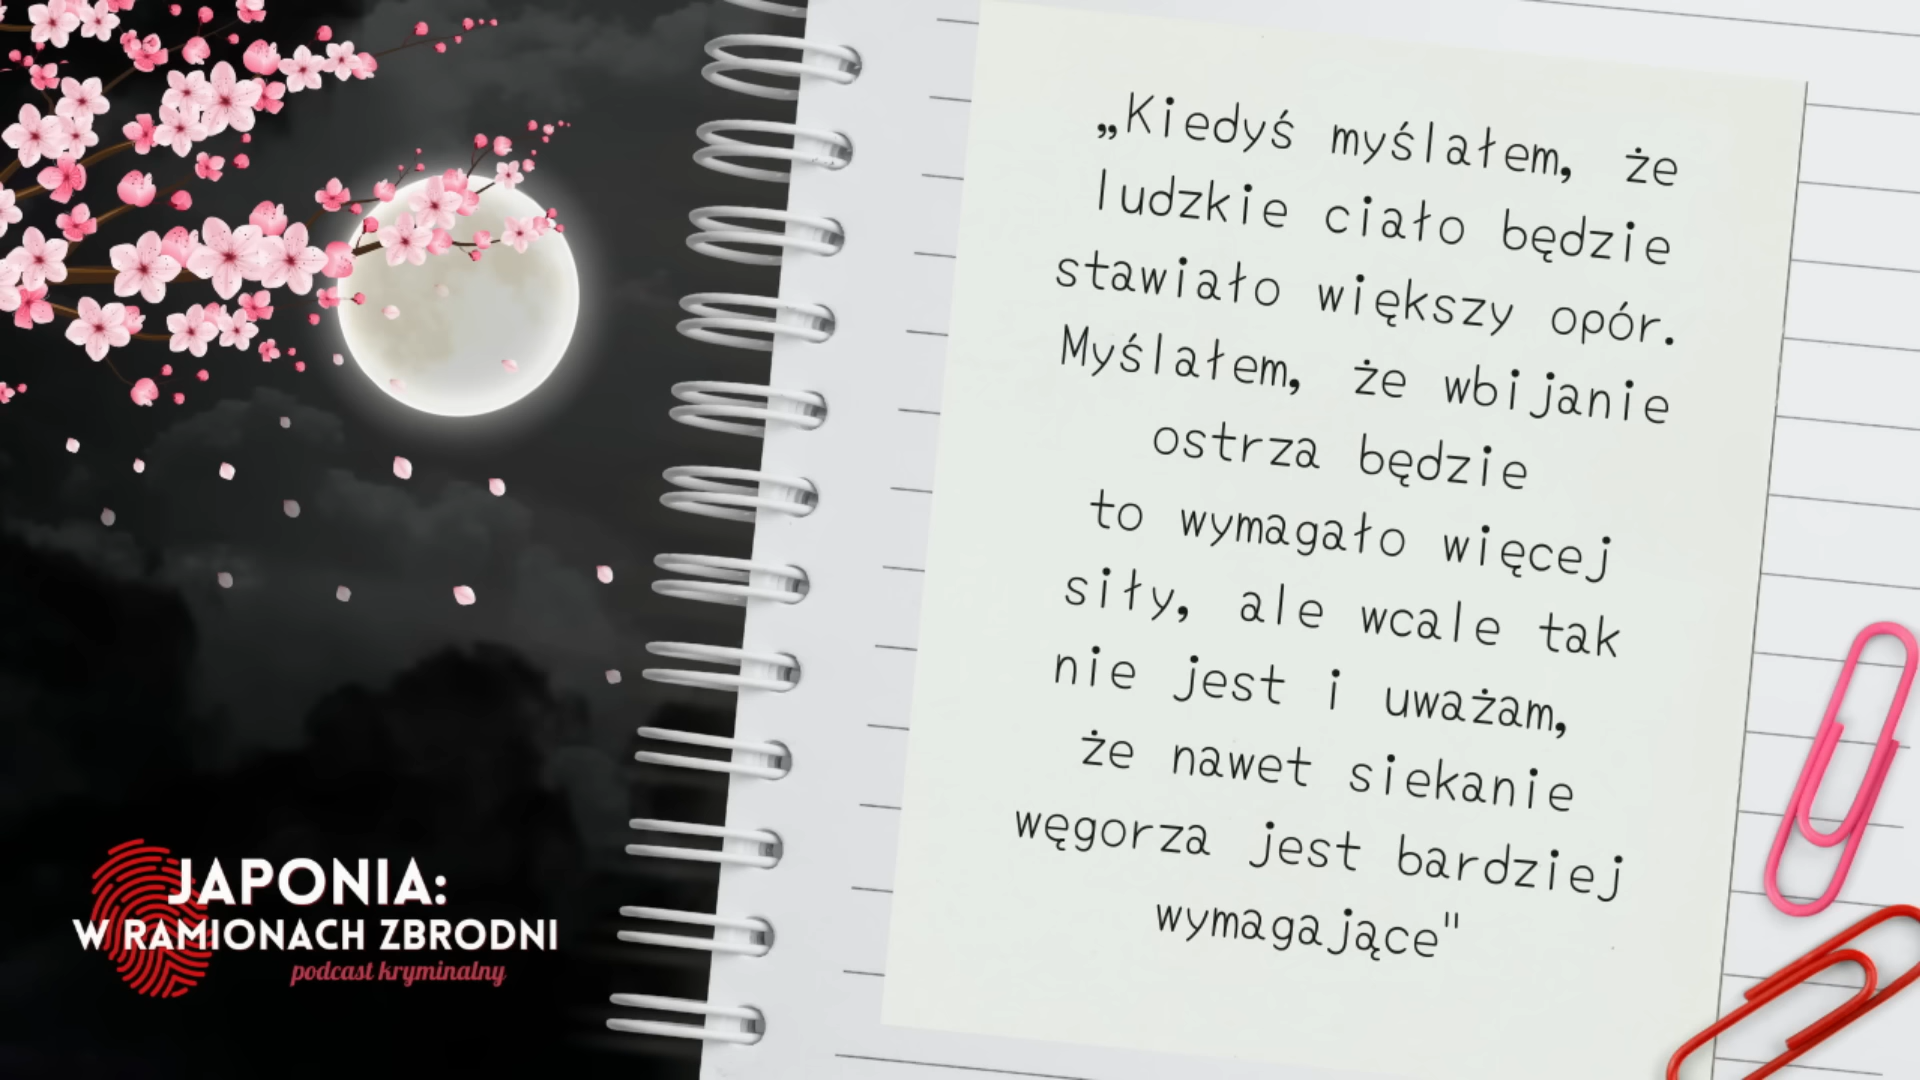 „Kiedyś myślałem, że
ludzkie ciało będzie
stawiało większy opór.
Myślałem, że wbijanie
ostrza będzie
to wymagało więcej
siły, ale wcale tak
nie jest i uważam,
że nawet siekanie
węgorza jest bardziej
wymagające"
JAPONIA:
W RAMIONACH ZBRODNI
podcast kryminalny